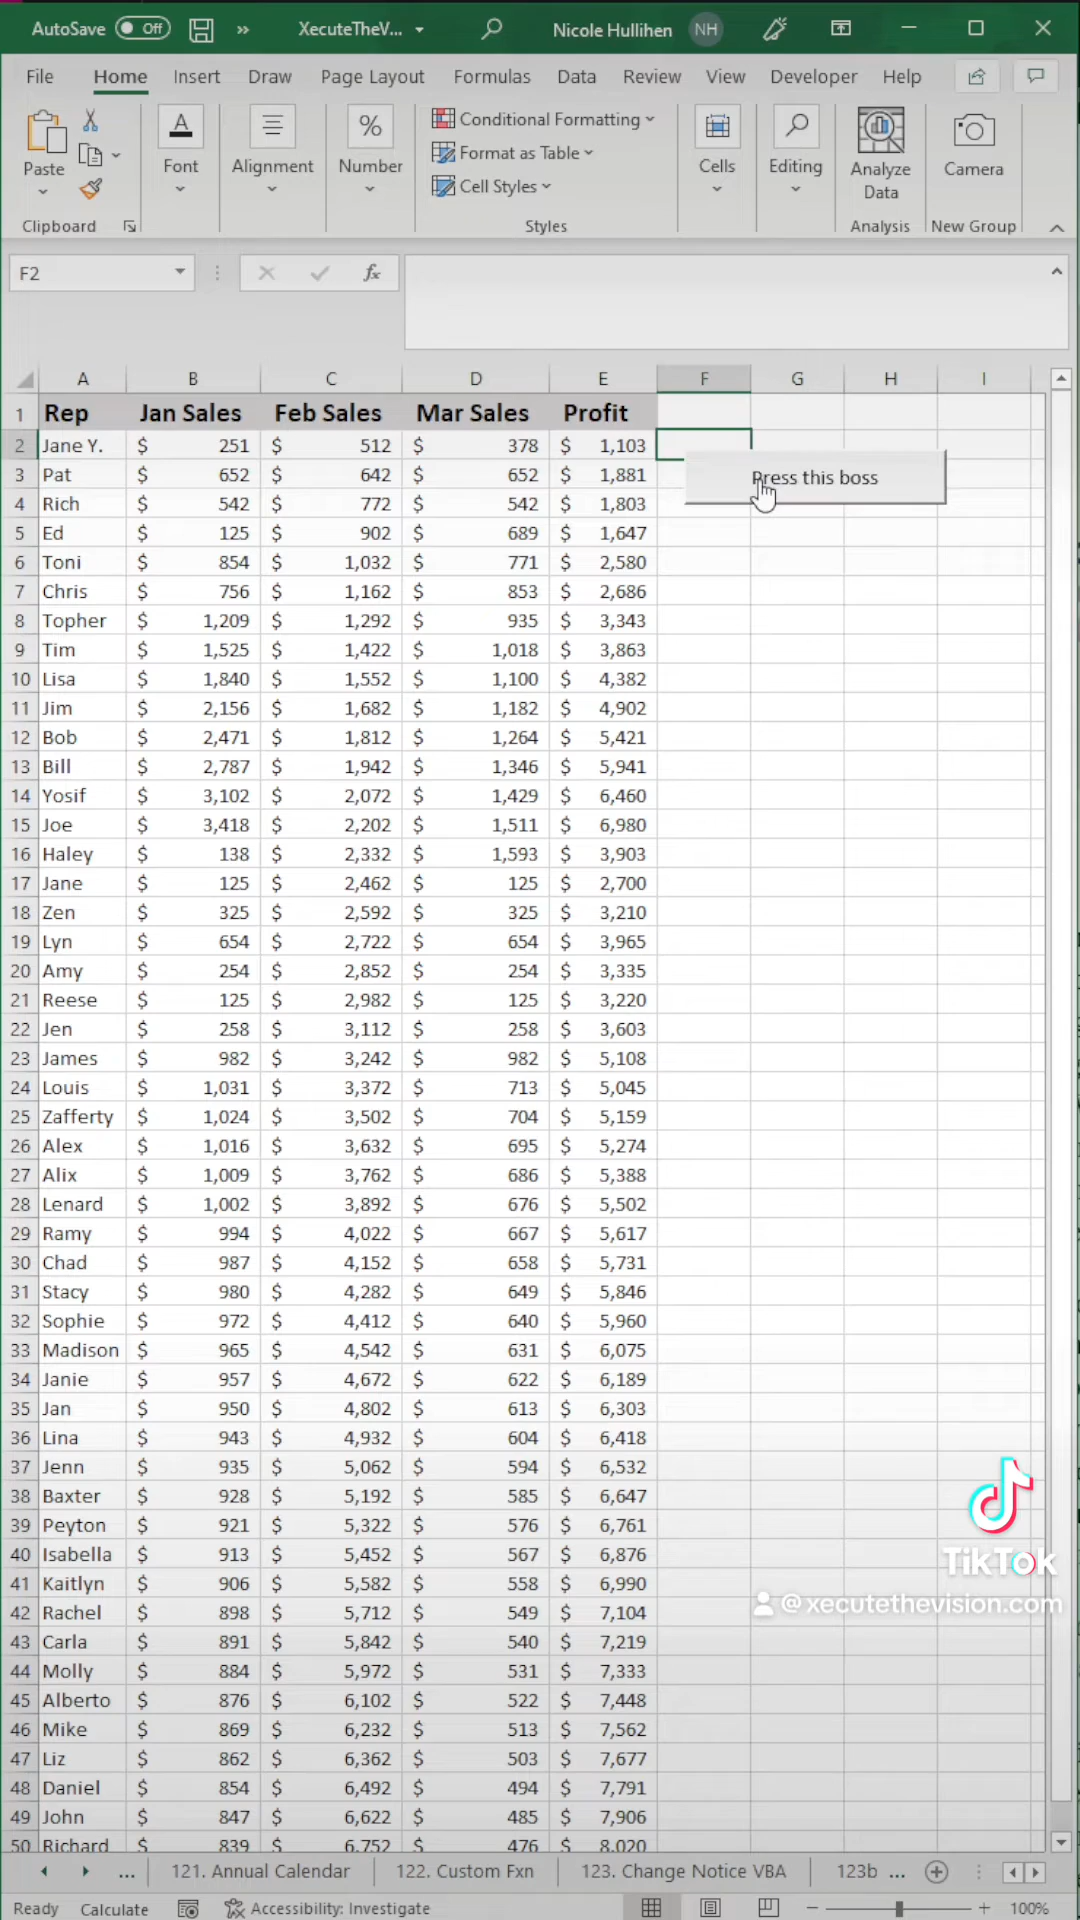 AutoSave Off » XecuteTheV... Nicole Hullihen NH
File Home Insert Draw Page Layout Formulas Data Review View Developer Help
Paste Font Alignment Number Conditional Formatting Format as Table Cell Styles Cells Editing Analyze Data Camera
Clipboard Styles Analysis New Group
F2 fx
A B C D E F G H I
1 Rep Jan Sales Feb Sales Mar Sales Profit
2 Jane Y. $ 251 $ 512 $ 378 $ 1,103
Press this boss
3 Pat $ 652 $ 642 $ 652 $ 1,881
4 Rich $ 542 $ 772 $ 542 $ 1,803
5 Ed $ 125 $ 902 $ 689 $ 1,647
6 Toni $ 854 $ 1,032 $ 771 $ 2,580
7 Chris $ 756 $ 1,162 $ 853 $ 2,686
8 Topher $ 1,209 $ 1,292 $ 935 $ 3,343
9 Tim $ 1,525 $ 1,422 $ 1,018 $ 3,863
10 Lisa $ 1,840 $ 1,552 $ 1,100 $ 4,382
11 Jim $ 2,156 $ 1,682 $ 1,182 $ 4,902
12 Bob $ 2,471 $ 1,812 $ 1,264 $ 5,421
13 Bill $ 2,787 $ 1,942 $ 1,346 $ 5,941
14 Yosif $ 3,102 $ 2,072 $ 1,429 $ 6,460
15 Joe $ 3,418 $ 2,202 $ 1,511 $ 6,980
16 Haley $ 138 $ 2,332 $ 1,593 $ 3,903
17 Jane $ 125 $ 2,462 $ 125 $ 2,700
18 Zen $ 325 $ 2,592 $ 325 $ 3,210
19 Lyn $ 654 $ 2,722 $ 654 $ 3,965
20 Amy $ 254 $ 2,852 $ 254 $ 3,335
21 Reese $ 125 $ 2,982 $ 125 $ 3,220
22 Jen $ 258 $ 3,112 $ 258 $ 3,603
23 James $ 982 $ 3,242 $ 982 $ 5,108
24 Louis $ 1,031 $ 3,372 $ 713 $ 5,045
25 Zafferty $ 1,024 $ 3,502 $ 704 $ 5,159
26 Alex $ 1,016 $ 3,632 $ 695 $ 5,274
27 Alix $ 1,009 $ 3,762 $ 686 $ 5,388
28 Lenard $ 1,002 $ 3,892 $ 676 $ 5,502
29 Ramy $ 994 $ 4,022 $ 667 $ 5,617
30 Chad $ 987 $ 4,152 $ 658 $ 5,731
31 Stacy $ 980 $ 4,282 $ 649 $ 5,846
32 Sophie $ 972 $ 4,412 $ 640 $ 5,960
33 Madison $ 965 $ 4,542 $ 631 $ 6,075
34 Janie $ 957 $ 4,672 $ 622 $ 6,189
35 Jan $ 950 $ 4,802 $ 613 $ 6,303
36 Lina $ 943 $ 4,932 $ 604 $ 6,418
37 Jenn $ 935 $ 5,062 $ 594 $ 6,532
38 Baxter $ 928 $ 5,192 $ 585 $ 6,647
39 Peyton $ 921 $ 5,322 $ 576 $ 6,761
40 Isabella $ 913 $ 5,452 $ 567 $ 6,876
TikTok
41 Kaitlyn $ 906 $ 5,582 $ 558 $ 6,990
@xecutethevision.com
42 Rachel $ 898 $ 5,712 $ 549 $ 7,104
43 Carla $ 891 $ 5,842 $ 540 $ 7,219
44 Molly $ 884 $ 5,972 $ 531 $ 7,333
45 Alberto $ 876 $ 6,102 $ 522 $ 7,448
46 Mike $ 869 $ 6,232 $ 513 $ 7,562
47 Liz $ 862 $ 6,362 $ 503 $ 7,677
48 Daniel $ 854 $ 6,492 $ 494 $ 7,791
49 John $ 847 $ 6,622 $ 485 $ 7,906
50 Richard $ 839 $ 6,752 $ 476 $ 8,020
... 121. Annual Calendar 122. Custom Fxn 123. Change Notice VBA 123b ...
Ready Calculate Accessibility: Investigate 100%